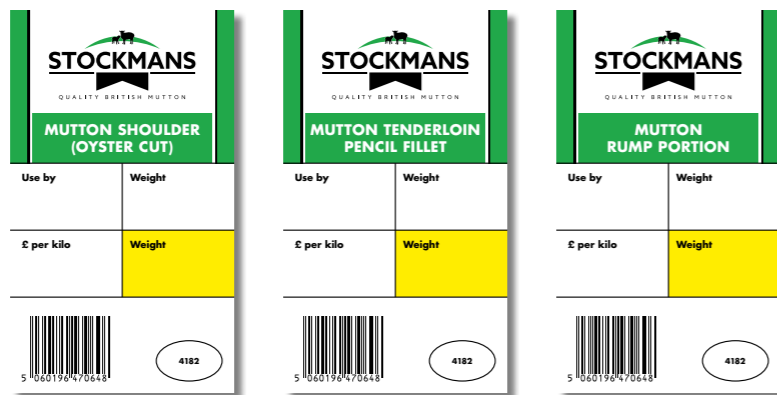 STOCKMANS
QUALITY BRITISH MUTTON
MUTTON SHOULDER
(OYSTER CUT)
Use by Weight
£ per kilo Weight
5 060196 470648
4182
STOCKMANS
QUALITY BRITISH MUTTON
MUTTON TENDERLOIN
PENCIL FILLET
Use by Weight
£ per kilo Weight
5 060196 470648
4182
STOCKMANS
QUALITY BRITISH MUTTON
MUTTON
RUMP PORTION
Use by Weight
£ per kilo Weight
5 060196 470648
4182